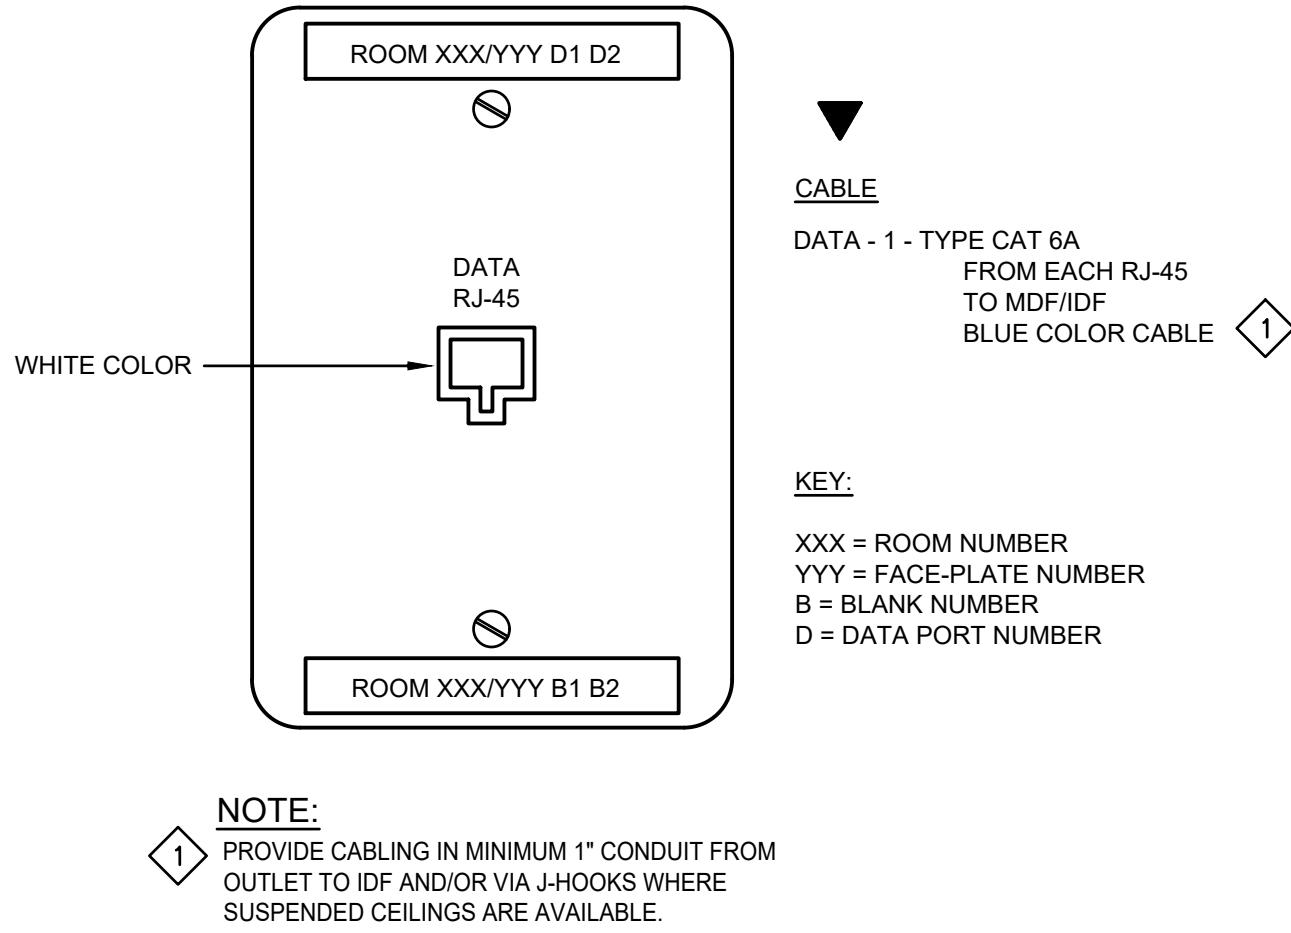 ROOM XXX/YYY D1 D2
DATA
RJ-45
WHITE COLOR
ROOM XXX/YYY B1 B2
CABLE
DATA - 1 - TYPE CAT 6A
FROM EACH RJ-45
TO MDF/IDF
BLUE COLOR CABLE
1
KEY:
XXX = ROOM NUMBER
YYY = FACE-PLATE NUMBER
B = BLANK NUMBER
D = DATA PORT NUMBER
NOTE:
1
PROVIDE CABLING IN MINIMUM 1" CONDUIT FROM
OUTLET TO IDF AND/OR VIA J-HOOKS WHERE
SUSPENDED CEILINGS ARE AVAILABLE.